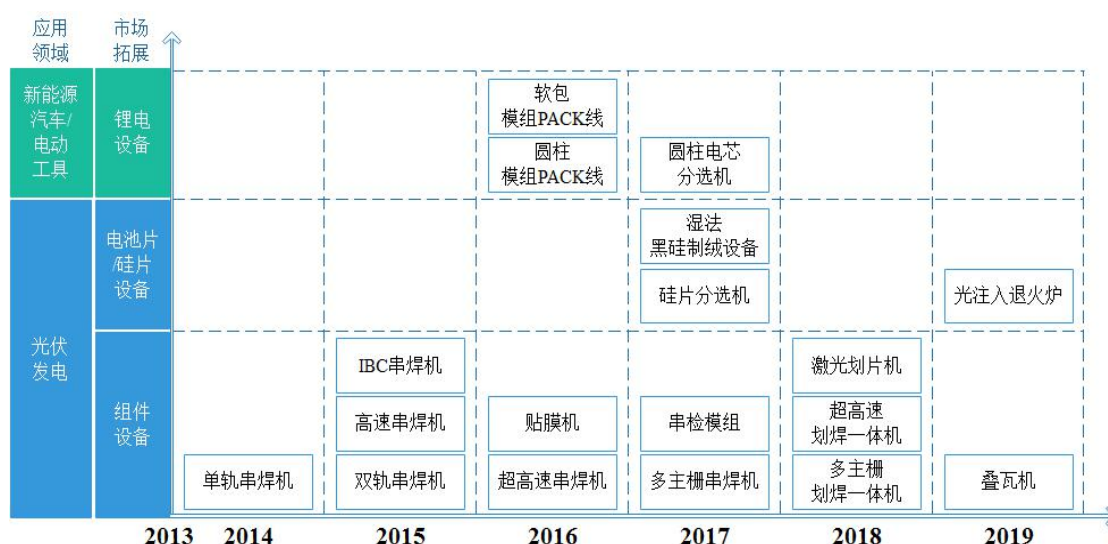 应用
领域
市场
拓展
新能源
汽车/
电动
工具
锂电
设备
软包
模组PACK线
圆柱
模组PACK线
圆柱电芯
分选机
光伏
发电
电池片
/硅片
设备
湿法
黑硅制绒设备
硅片分选机
光注入退火炉
组件
设备
IBC串焊机
激光划片机
高速串焊机
贴膜机
串检模组
超高速
划焊一体机
单轨串焊机
双轨串焊机
超高速串焊机
多主栅串焊机
多主栅
划焊一体机
叠瓦机
2013 2014 2015 2016 2017 2018 2019